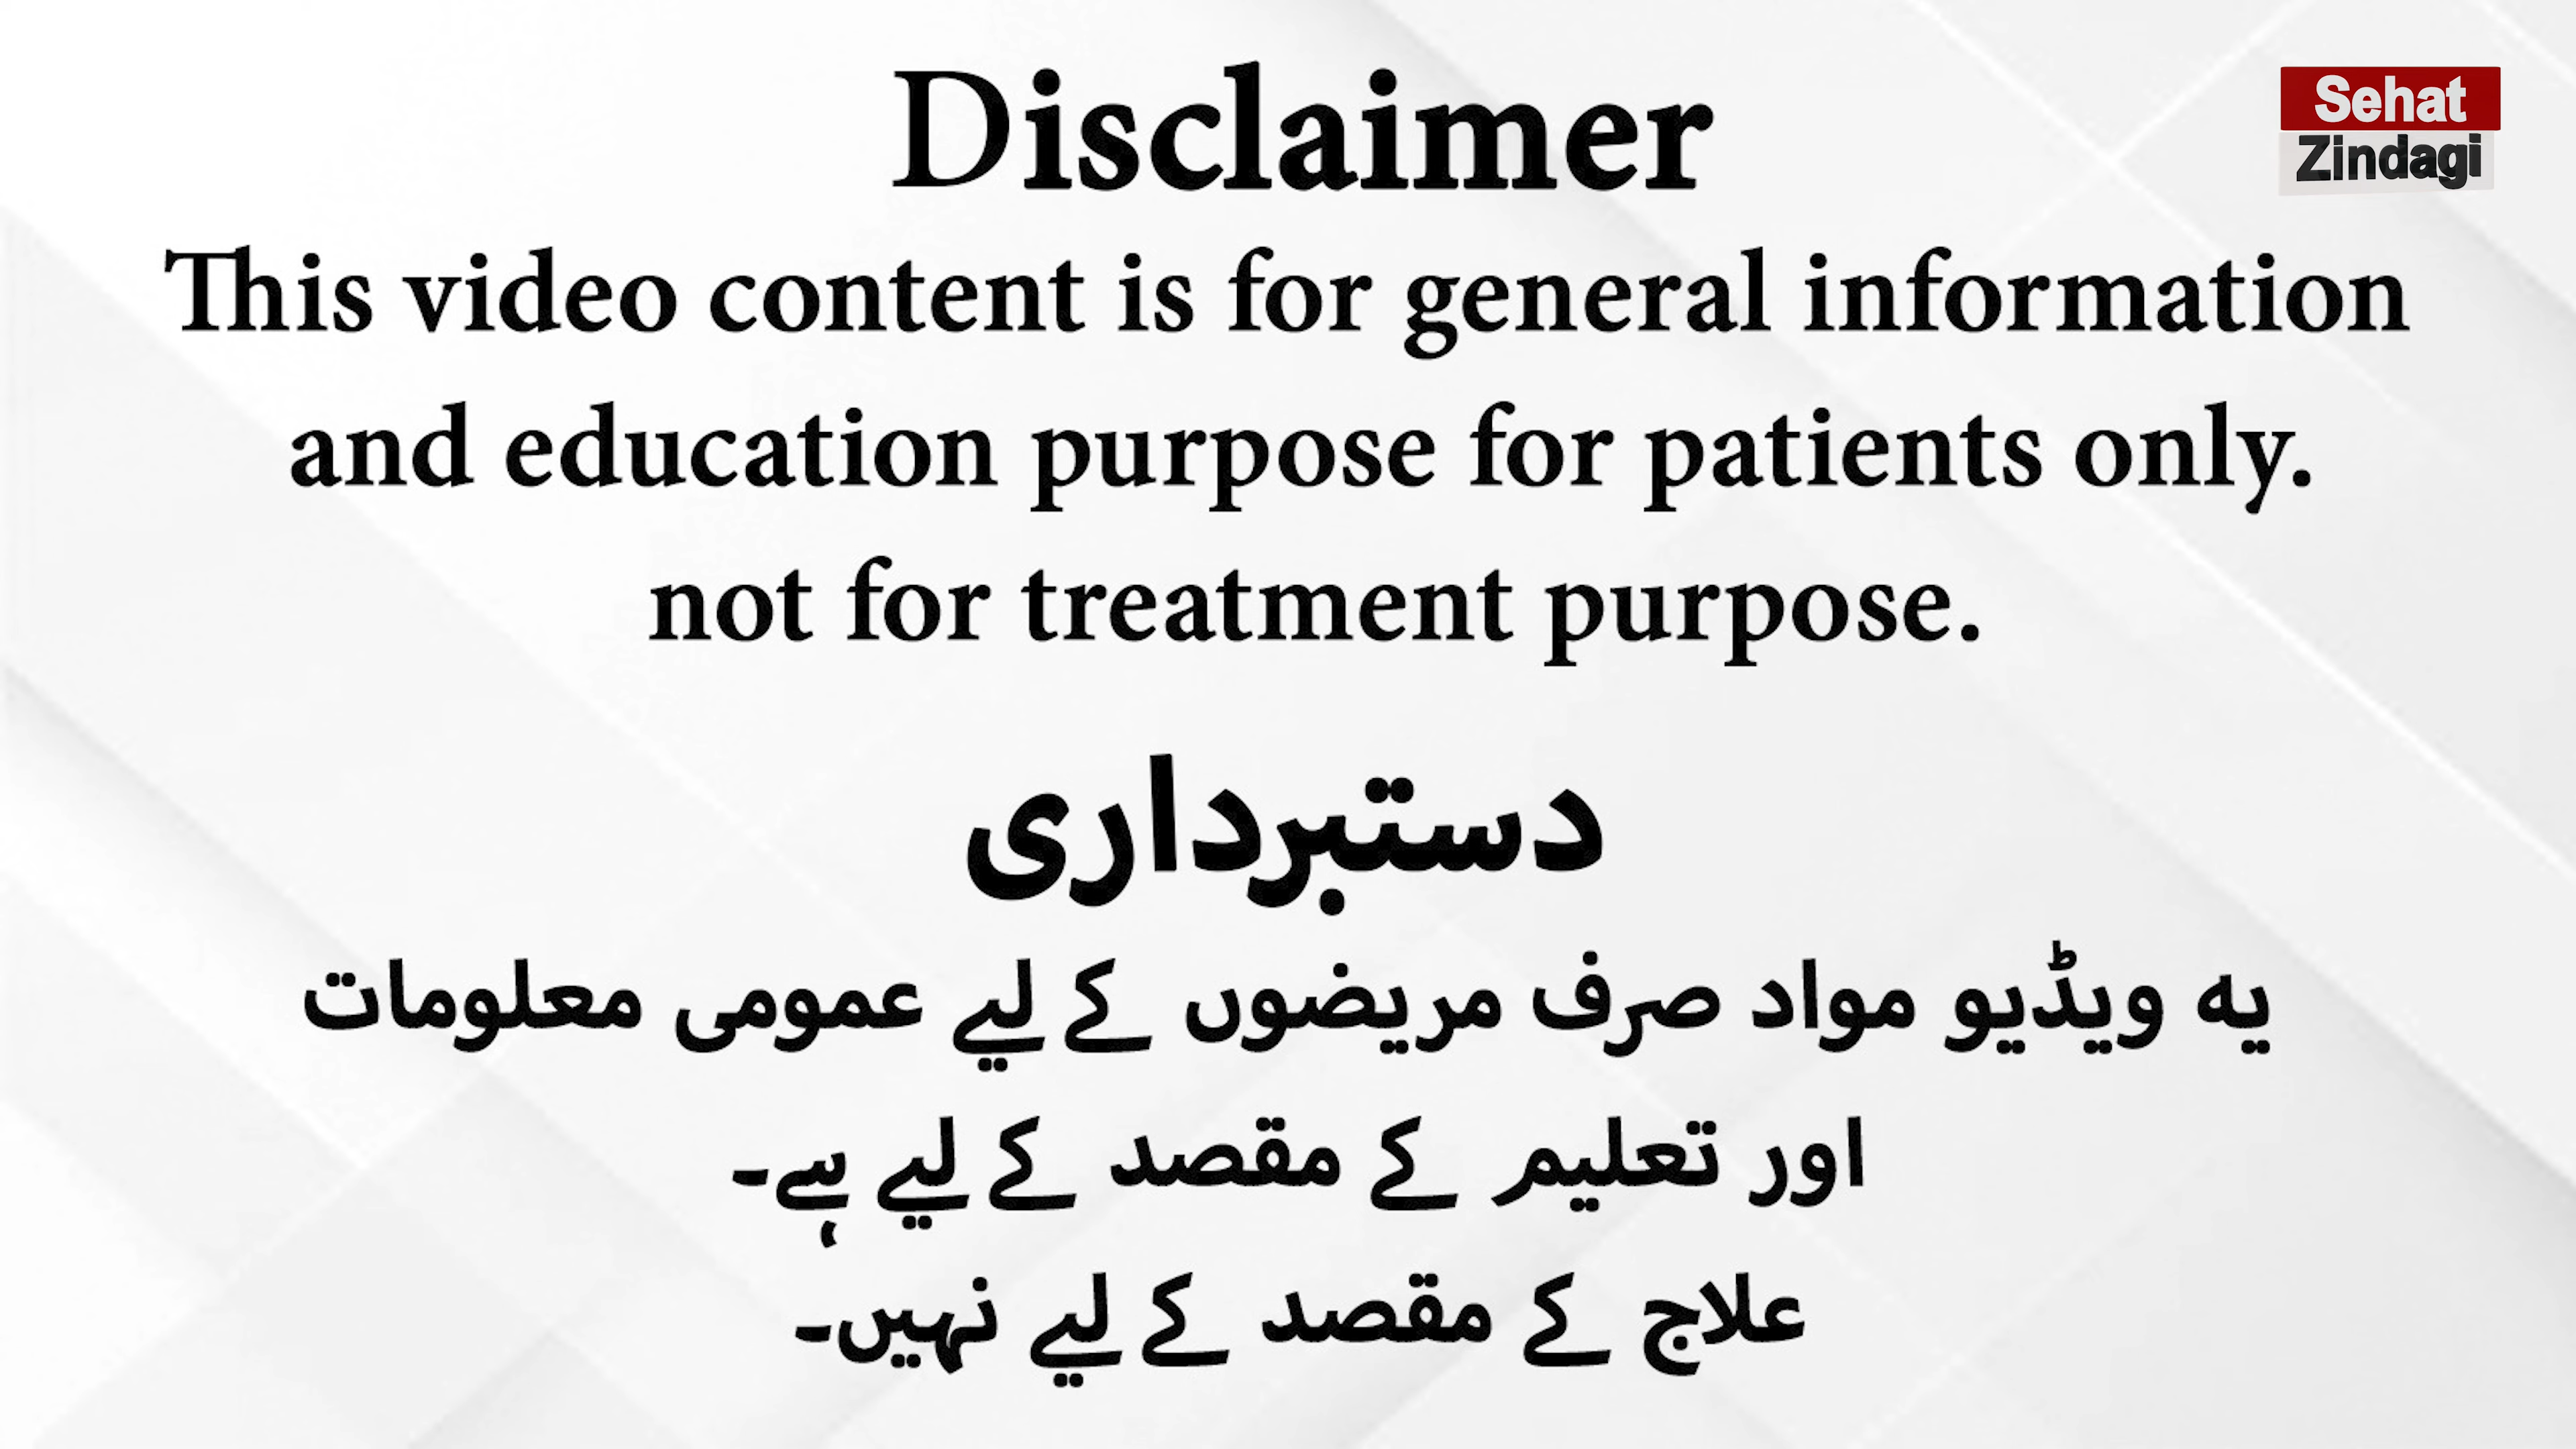 Disclaimer
Sehat
Zindagi
This video content is for general information
and education purpose for patients only.
not for treatment purpose.
دستبرداری
یہ ویڈیو مواد صرف مریضوں کے لیے عمومی معلومات
اور تعلیم کے مقصد کے لیے ہے۔
علاج کے مقصد کے لیے نہیں۔